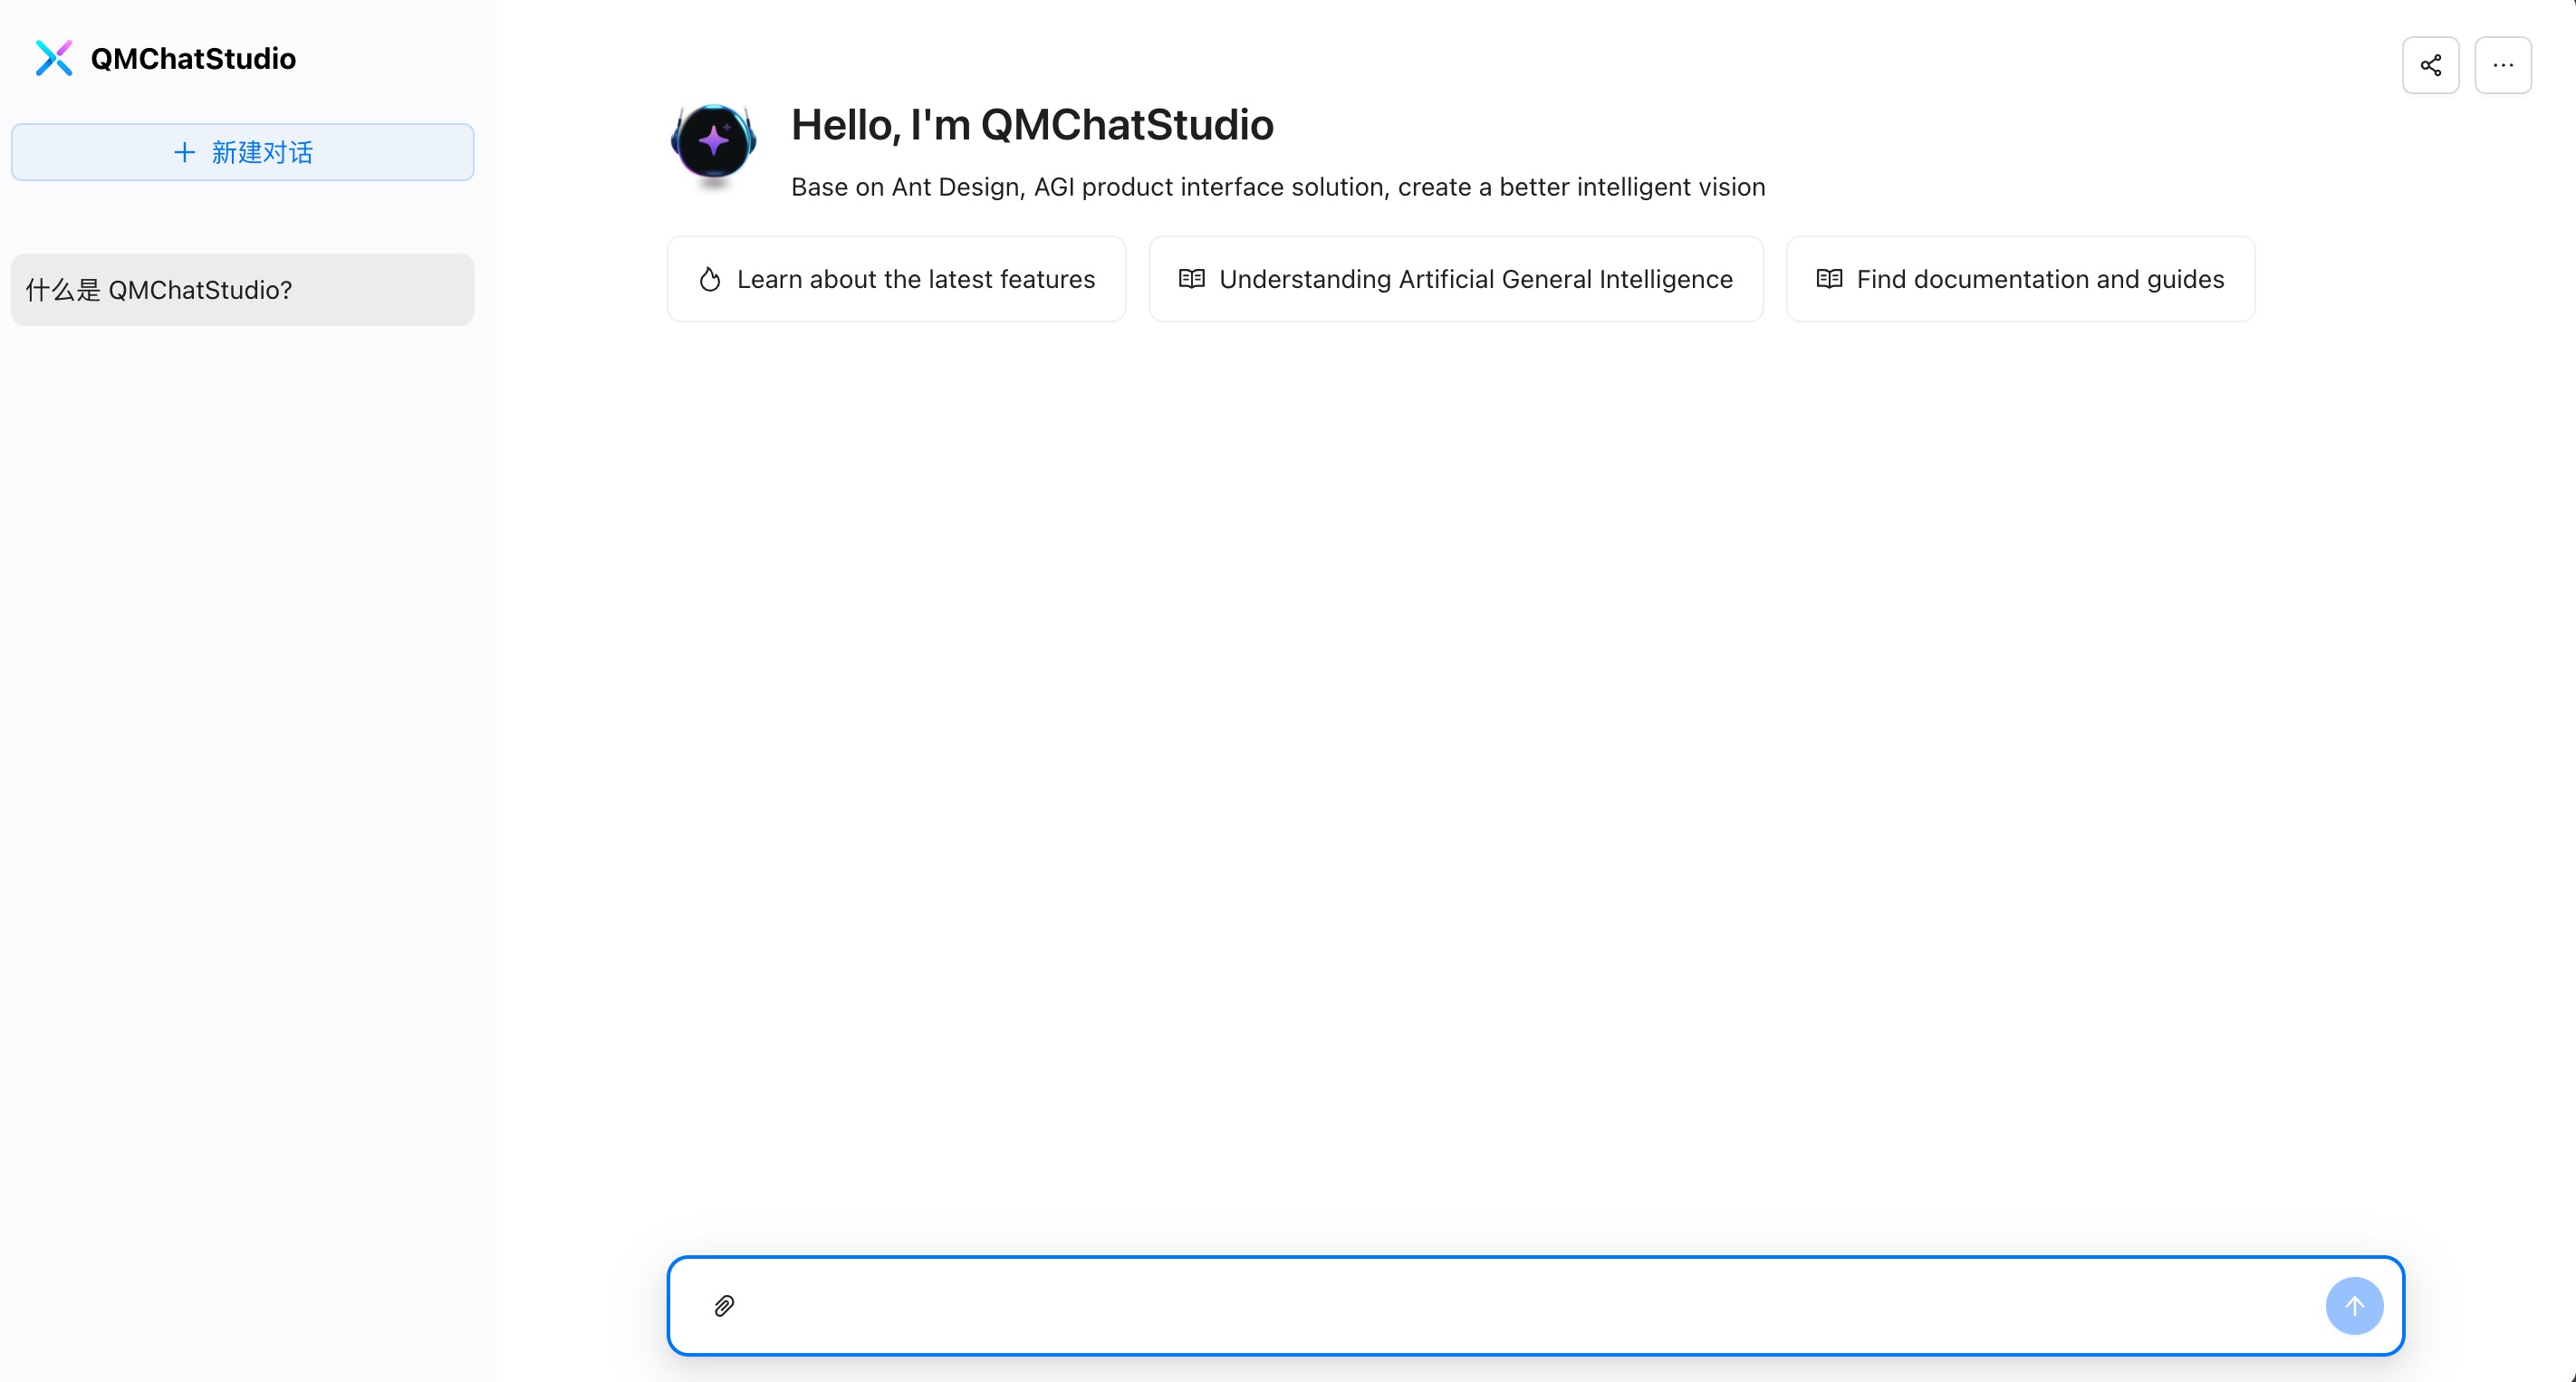 QMChatStudio
新建对话
什么是 QMChatStudio?
Hello, I'm QMChatStudio
Base on Ant Design, AGI product interface solution, create a better intelligent vision
Learn about the latest features
Understanding Artificial General Intelligence
Find documentation and guides